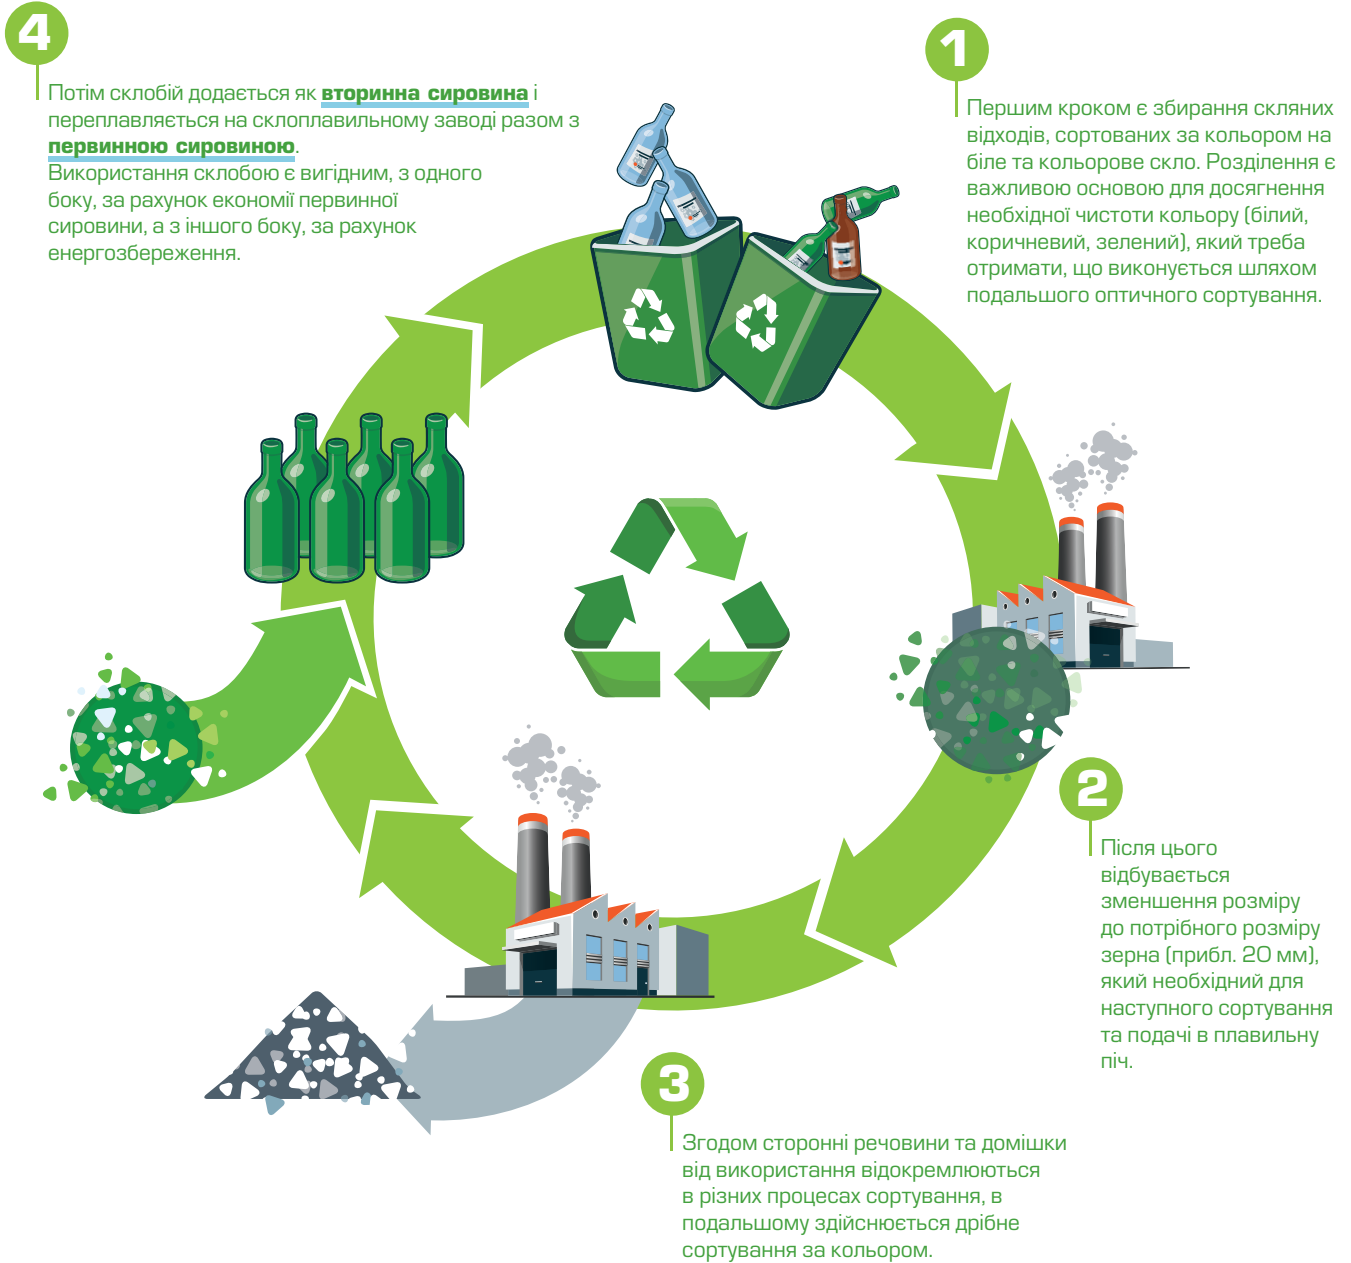 4
Потім склобій додається як вторинна сировина і
переплавляється на склоплавильному заводі разом з
первинною сировиною.
Використання склобою є вигідним, з одного
боку, за рахунок економії первинної
сировини, а з іншого боку, за рахунок
енергозбереження.
1
Першим кроком є збирання скляних
відходів, сортованих за кольором на
біле та кольорове скло. Розділення є
важливою основою для досягнення
необхідної чистоти кольору (білий,
коричневий, зелений), який треба
отримати, що виконується шляхом
подальшого оптичного сортування.
2
Після цього
відбувається
зменшення розміру
до потрібного розміру
зерна (прибл. 20 мм),
який необхідний для
наступного сортування
та подачі в плавильну
піч.
3
Згодом сторонні речовини та домішки
від використання відокремлюються
в різних процесах сортування, в
подальшому здійснюється дрібне
сортування за кольором.